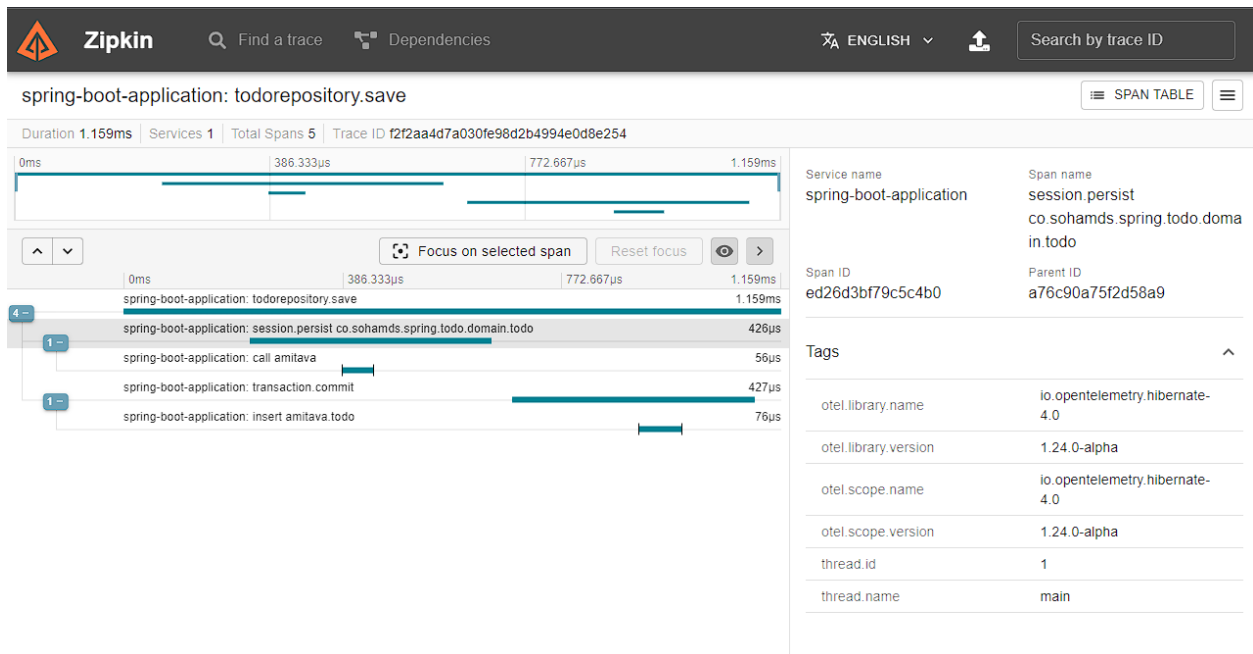 Zipkin
Find a trace
Dependencies
ENGLISH
Search by trace ID
spring-boot-application: todorepository.save
SPAN TABLE
Duration 1.159ms
Services 1
Total Spans 5
Trace ID f2f2aa4d7a030fe98d2b4994e0d8e254
0ms 386.333µs 772.667µs 1.159ms
Focus on selected span
Reset focus
0ms 386.333µs 772.667µs 1.159ms
spring-boot-application: todorepository.save 1.159ms
4 −
spring-boot-application: session.persist co.sohamds.spring.todo.domain.todo 426µs
1 −
spring-boot-application: call amitava 56µs
spring-boot-application: transaction.commit 427µs
1 −
spring-boot-application: insert amitava.todo 76µs
Service name
spring-boot-application
Span name
session.persist
co.sohamds.spring.todo.doma
in.todo
Span ID
ed26d3bf79c5c4b0
Parent ID
a76c90a75f2d58a9
Tags
otel.library.name
io.opentelemetry.hibernate-
4.0
otel.library.version 1.24.0-alpha
otel.scope.name
io.opentelemetry.hibernate-
4.0
otel.scope.version 1.24.0-alpha
thread.id 1
thread.name main